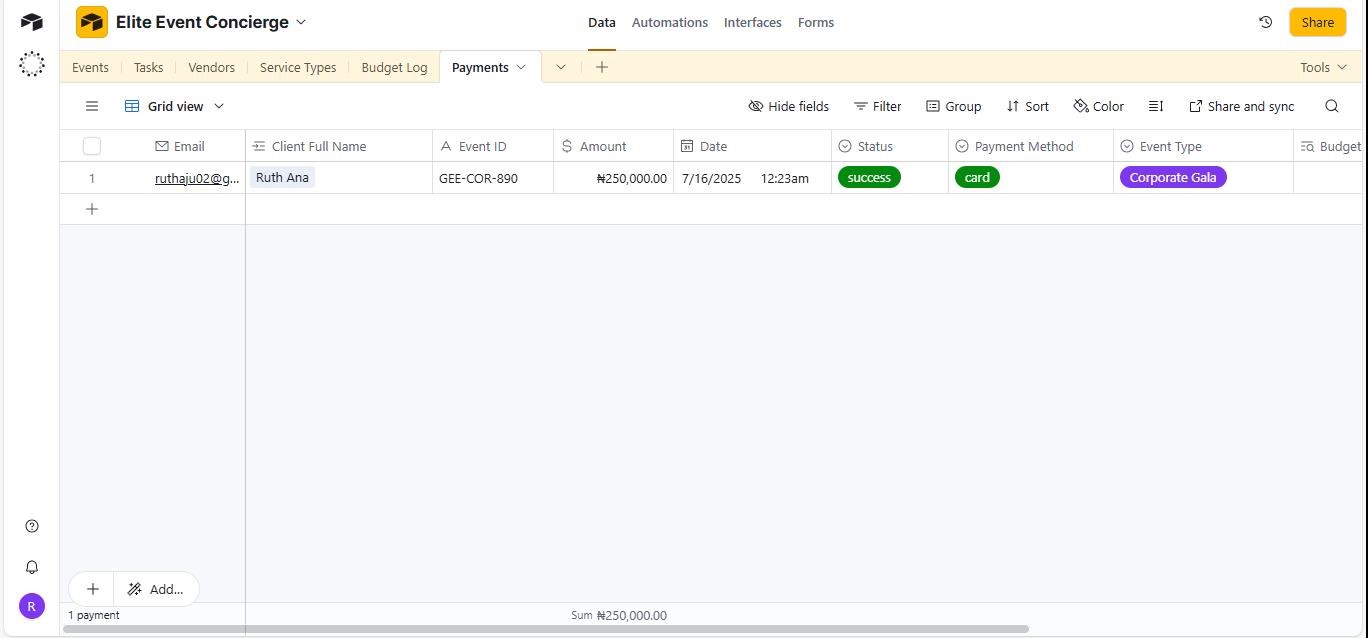 Elite Event Concierge
Data Automations Interfaces Forms
Share
Events Tasks Vendors Service Types Budget Log Payments
Tools
Grid view
Hide fields Filter Group Sort Color Share and sync
Email Client Full Name Event ID Amount Date Status Payment Method Event Type Budget
1 ruthaju02@g... Ruth Ana GEE-COR-890 ₦250,000.00 7/16/2025 12:23am success card Corporate Gala
+
+ Add...
R
1 payment Sum ₦250,000.00